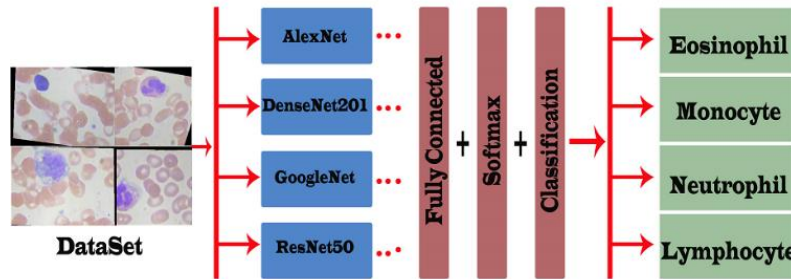 DataSet
AlexNet
DenseNet201
GoogleNet
ResNet50
Fully Connected
+
Softmax
+
Classification
Eosinophil
Monocyte
Neutrophil
Lymphocyte